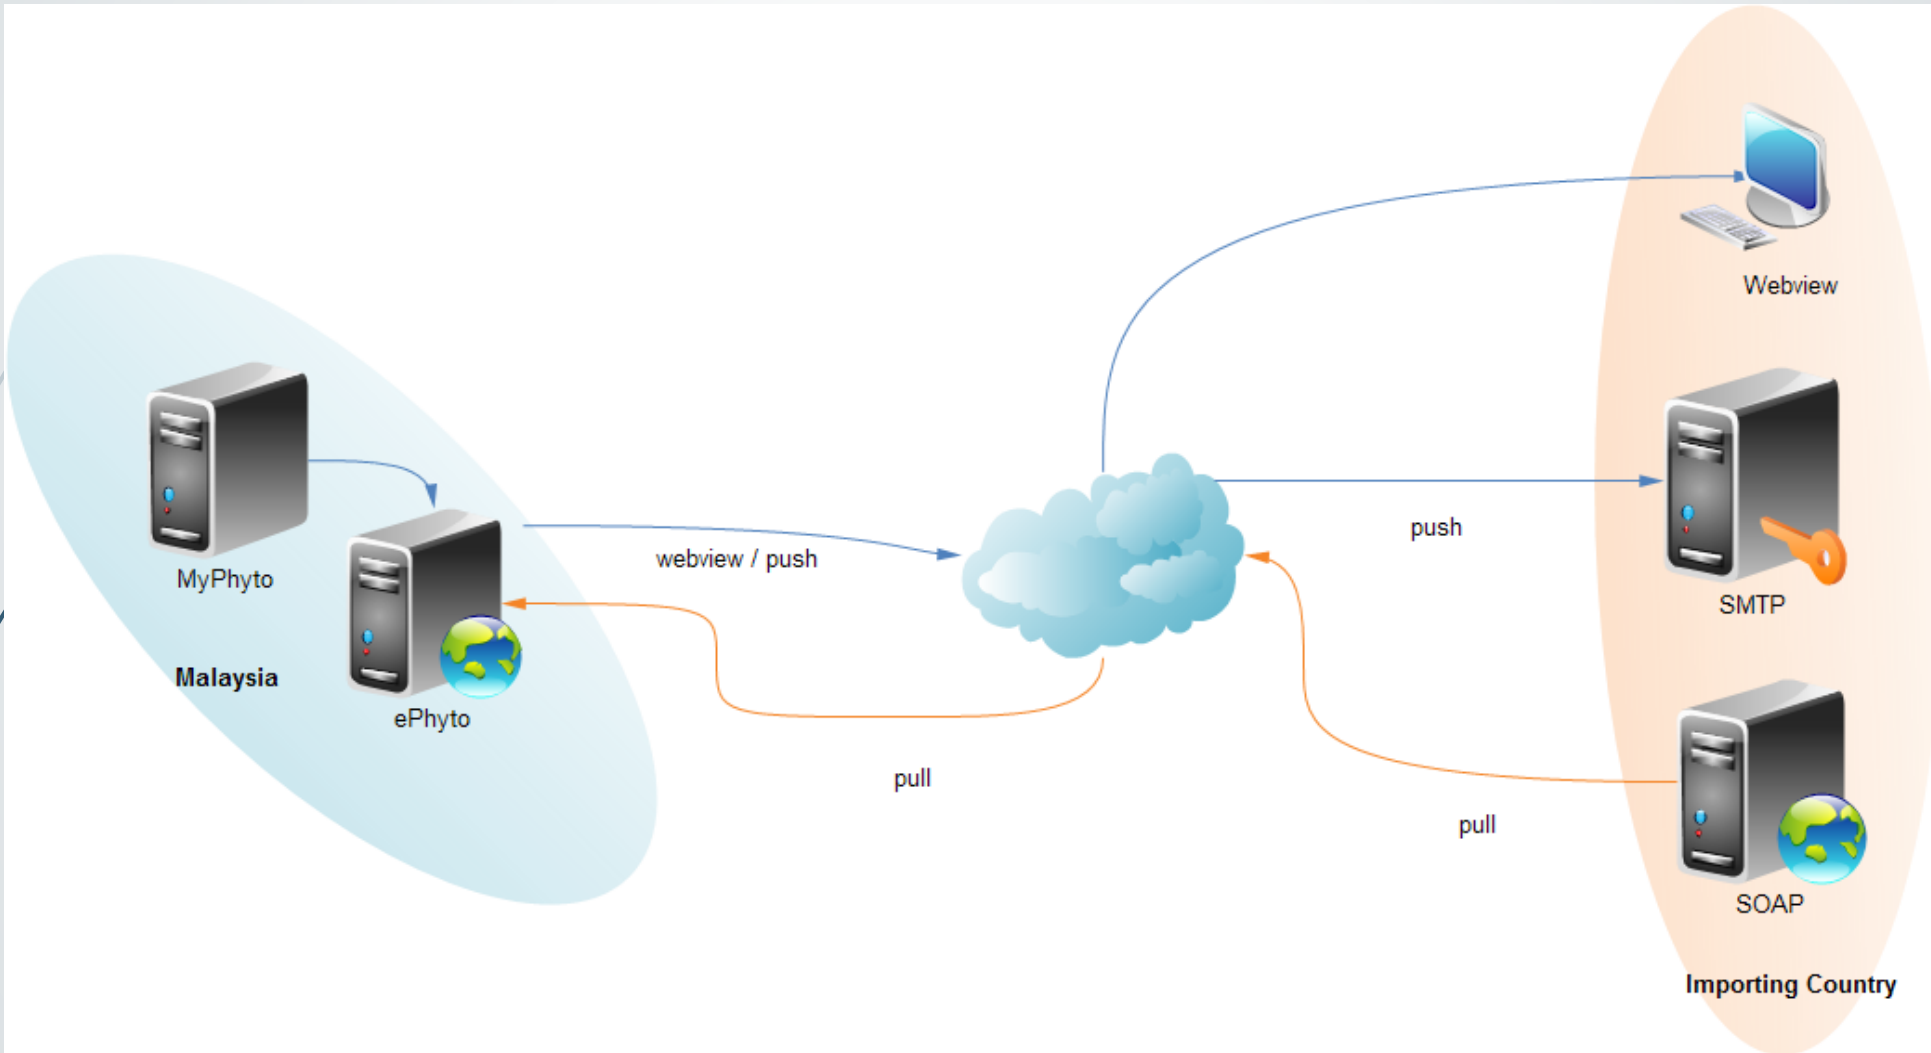 Webview
push
SMTP
webview / push
MyPhyto
Malaysia
ePhyto
pull
pull
SOAP
Importing Country